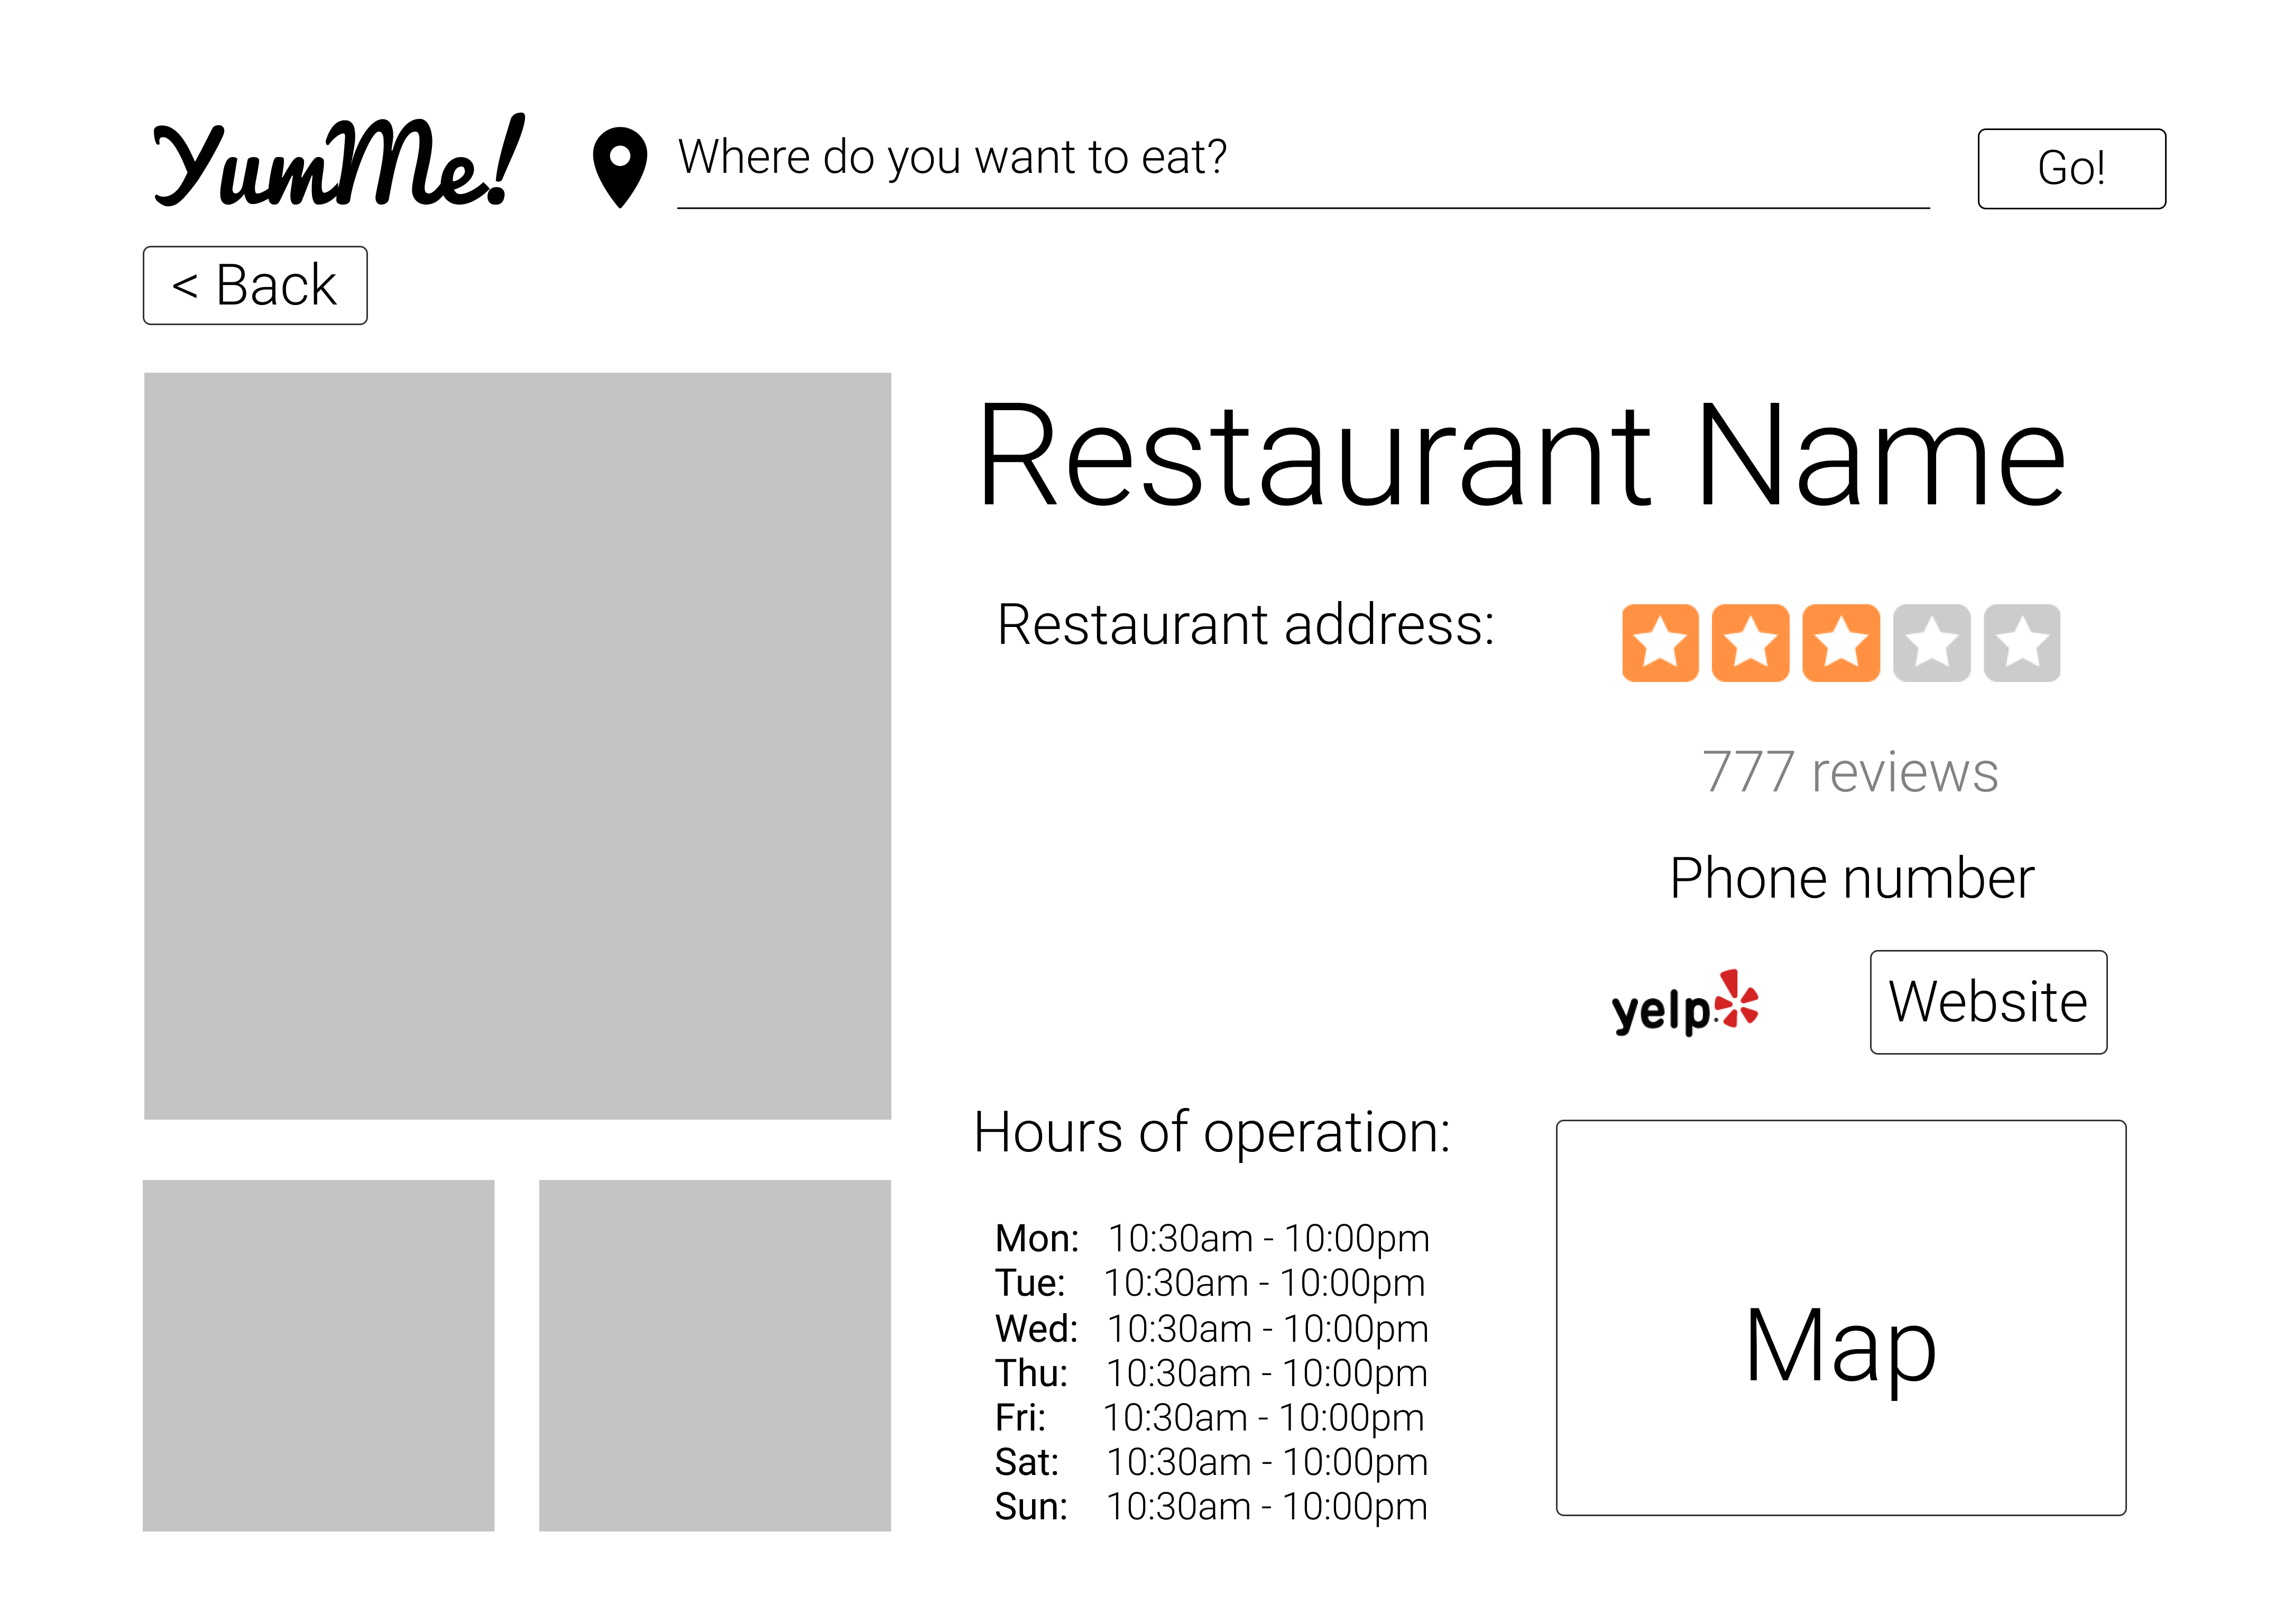 YumMe!
Where do you want to eat?
Go!
< Back
Restaurant Name
Restaurant address:
777 reviews
Phone number
yelp
Website
Hours of operation:
Mon: 10:30am - 10:00pm
Tue: 10:30am - 10:00pm
Wed: 10:30am - 10:00pm
Thu: 10:30am - 10:00pm
Fri: 10:30am - 10:00pm
Sat: 10:30am - 10:00pm
Sun: 10:30am - 10:00pm
Map